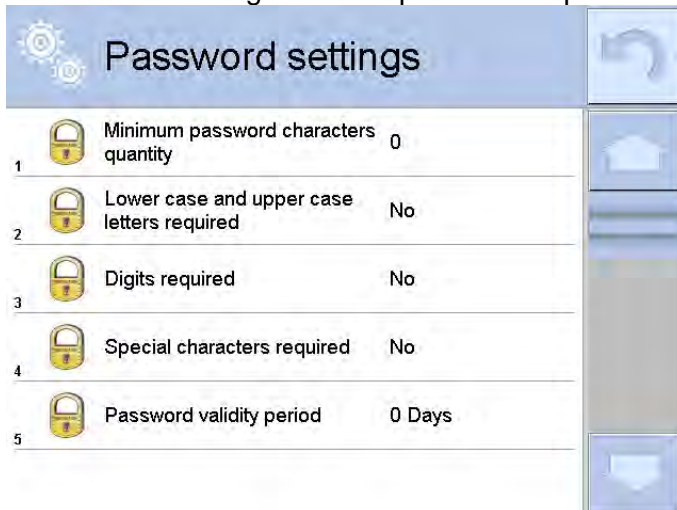 Password settings
Minimum password characters
quantity
0
1
Lower case and upper case
letters required
No
2
Digits required
No
3
Special characters required
No
4
Password validity period
0 Days
5